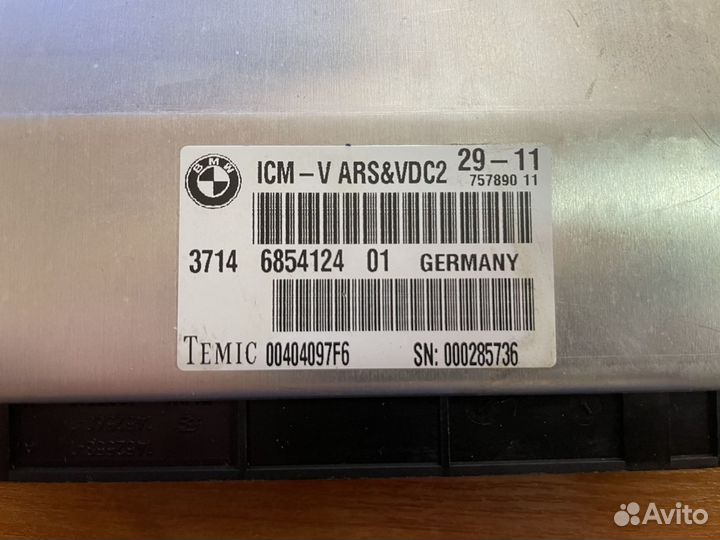 BMW
ICM-V ARS&VDC2 29-11
757890 11
3714 6854124 01 GERMANY
TEMIC 00404097F6 SN: 000285736
Avito